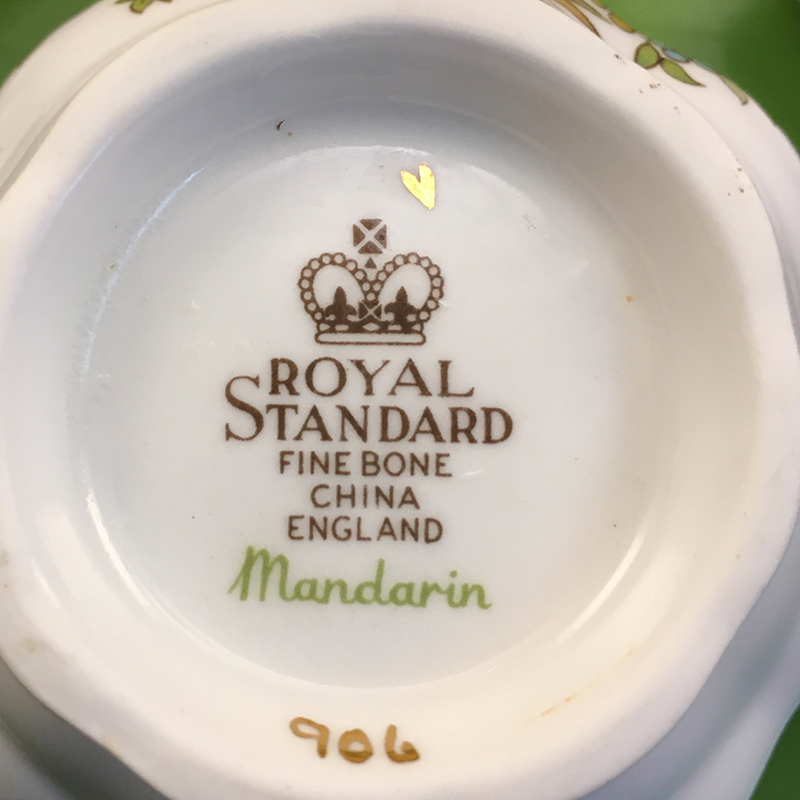 ROYAL
STANDARD
FINE BONE
CHINA
ENGLAND
Mandarin
906